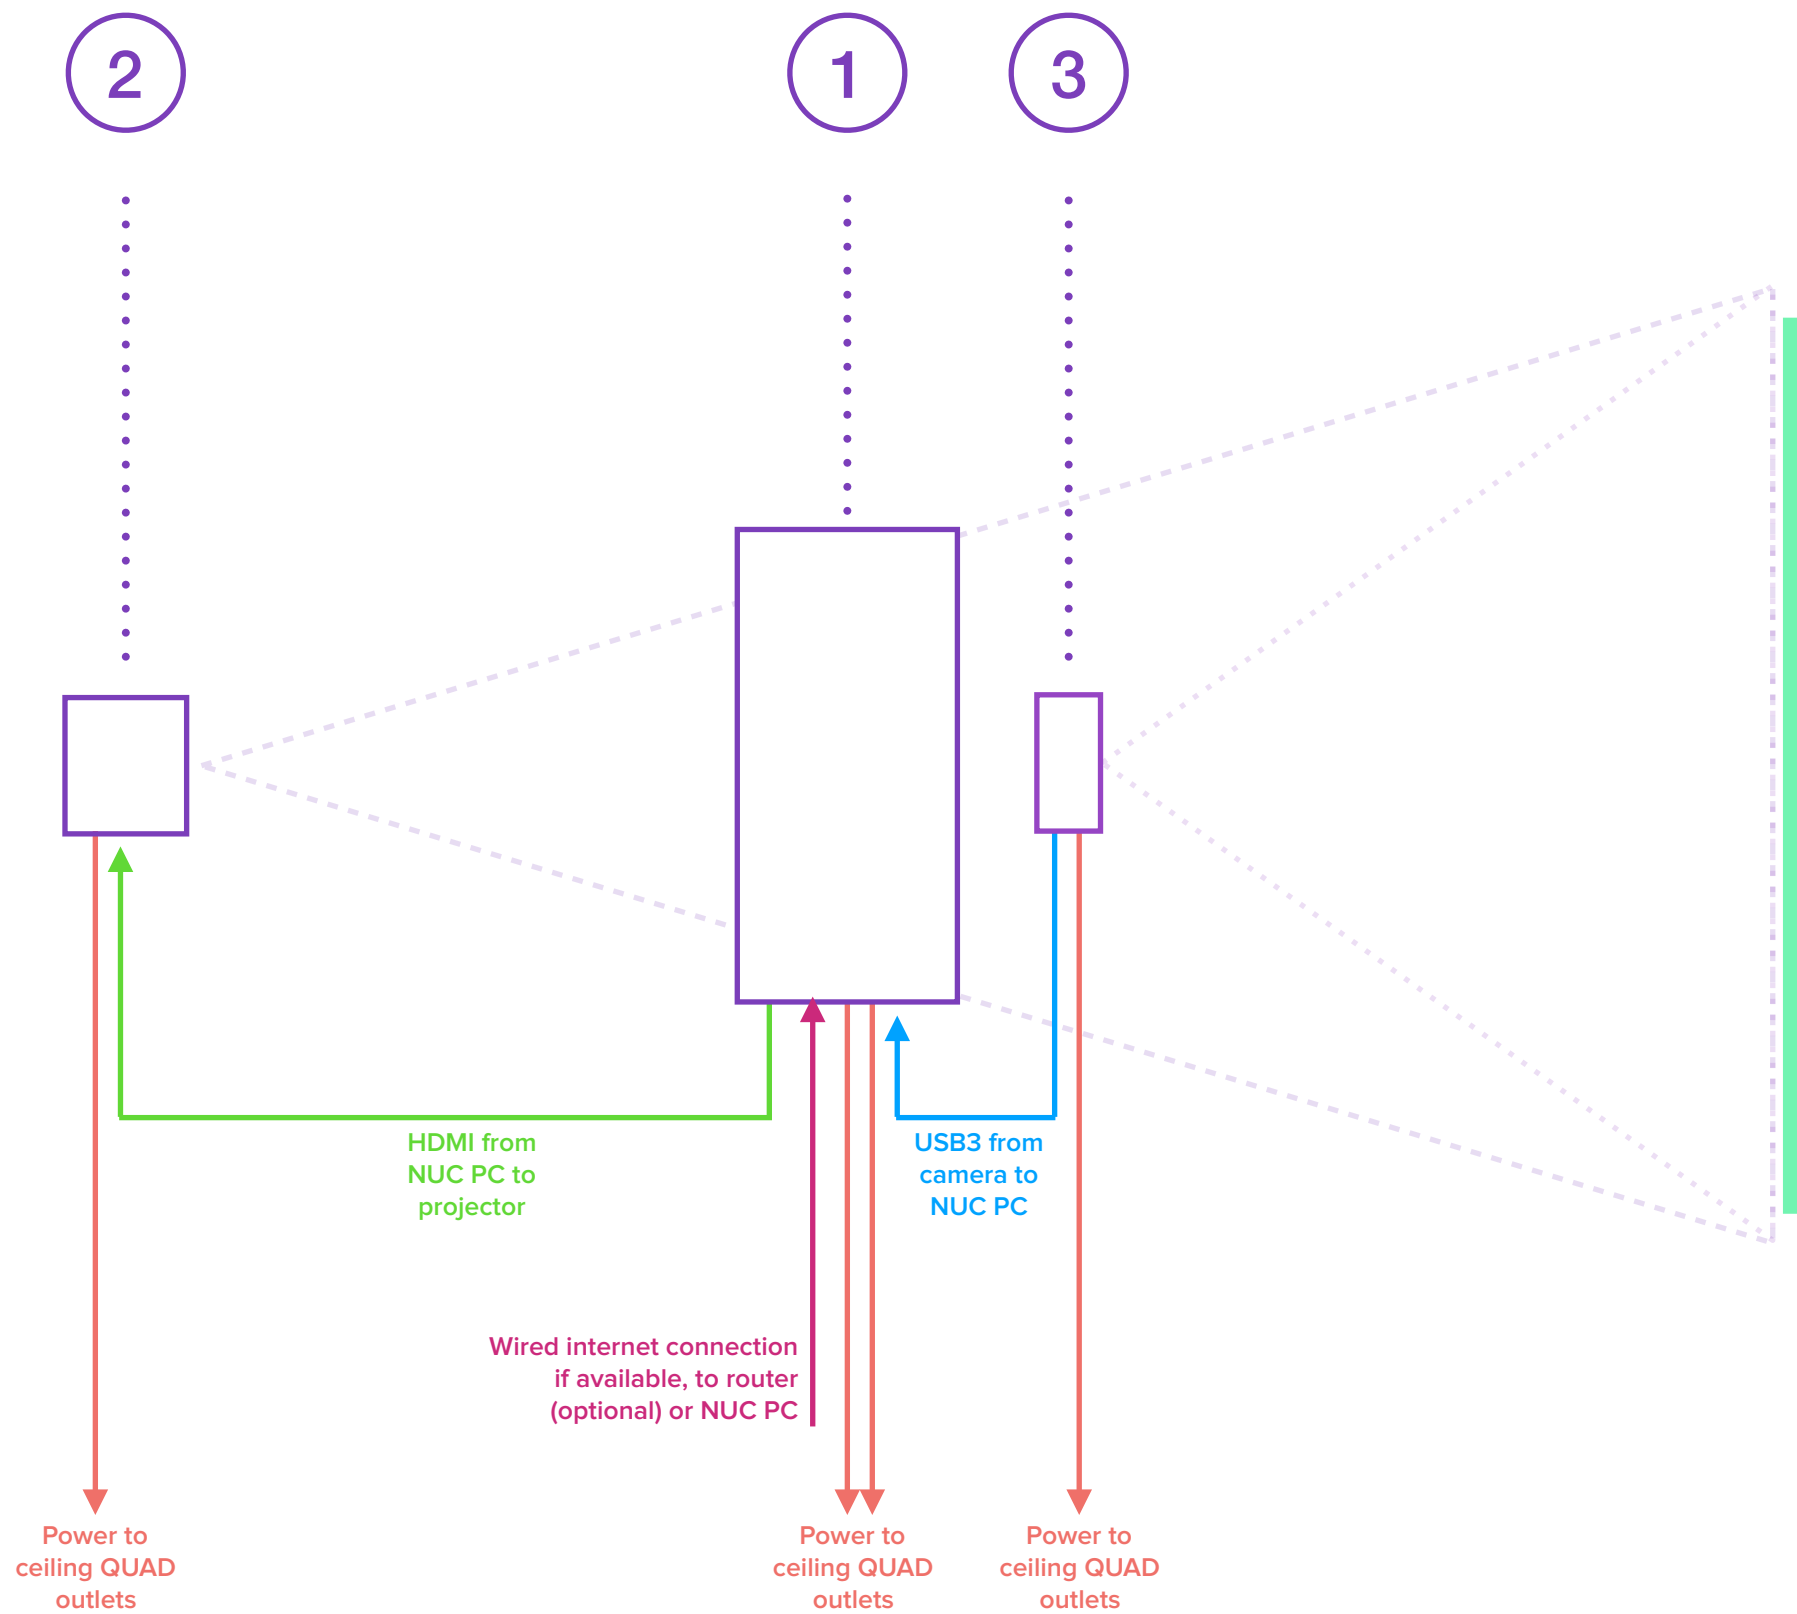 2
1
3
HDMI from
NUC PC to
projector
USB3 from
camera to
NUC PC
Wired internet connection
if available, to router
(optional) or NUC PC
Power to
ceiling QUAD
outlets
Power to
ceiling QUAD
outlets
Power to
ceiling QUAD
outlets